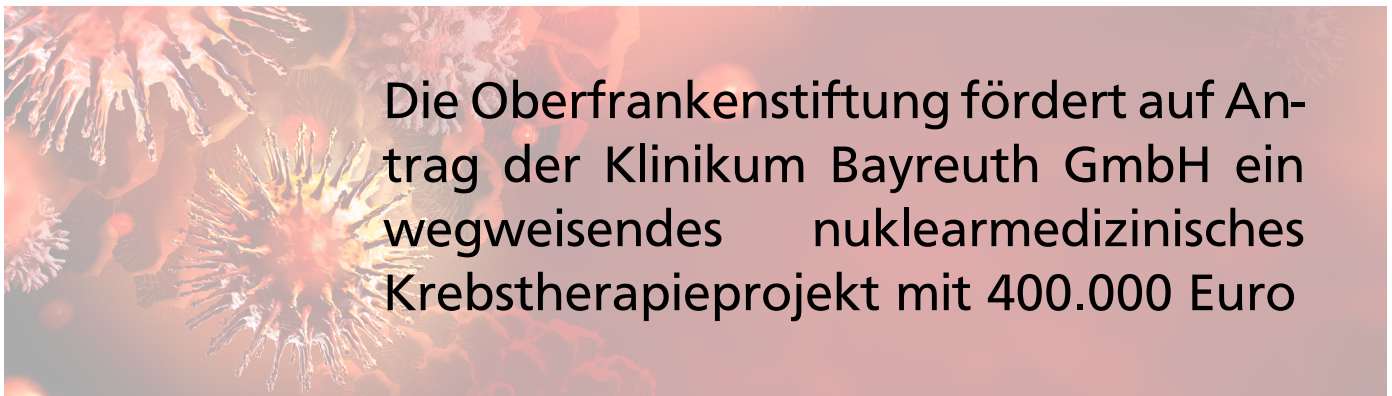 Die Oberfrankenstiftung fördert auf An-
trag der Klinikum Bayreuth GmbH ein
wegweisendes nuklearmedizinisches
Krebstherapieprojekt mit 400.000 Euro